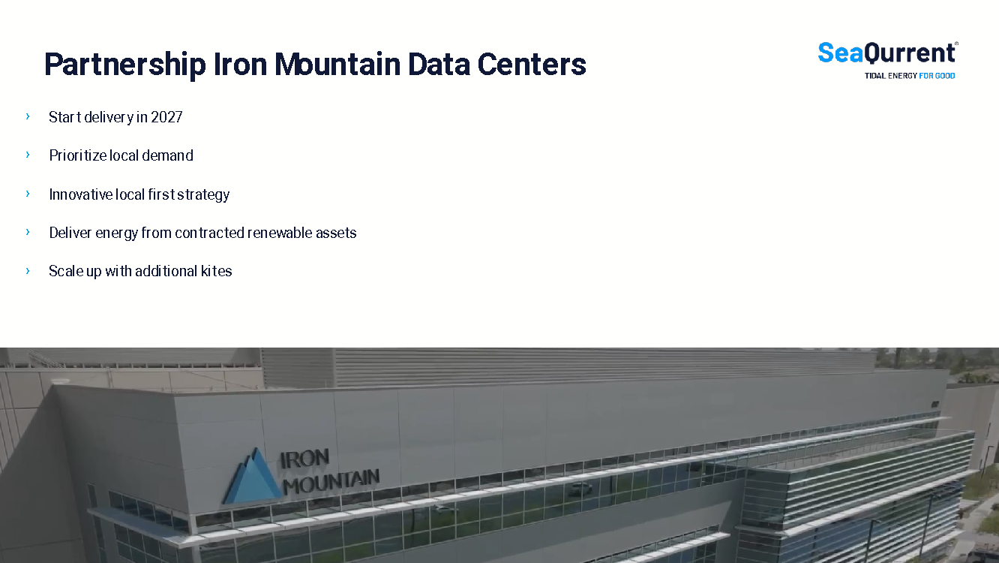 Partnership Iron Mountain Data Centers
SeaQurrent®
TIDAL ENERGY FOR GOOD
› Start delivery in 2027
› Prioritize local demand
› Innovative local first strategy
› Deliver energy from contracted renewable assets
› Scale up with additional kites
IRON
MOUNTAIN